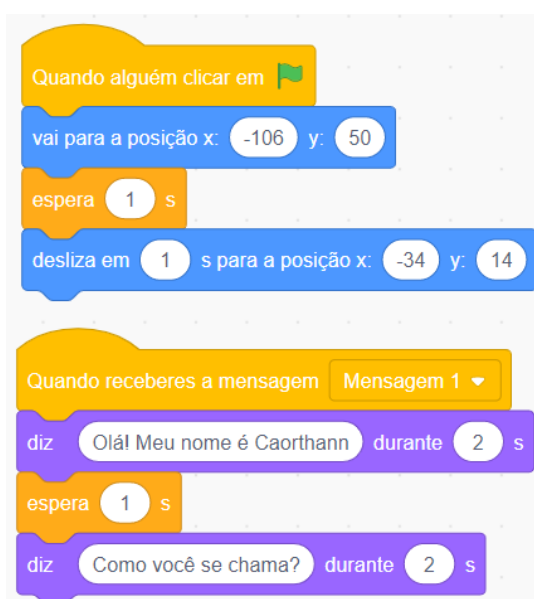 Quando alguém clicar em
vai para a posição x: -106 y: 50
espera 1 s
desliza em 1 s para a posição x: -34 y: 14
Quando receberes a mensagem Mensagem 1
diz Olá! Meu nome é Caorthann durante 2 s
espera 1 s
diz Como você se chama? durante 2 s